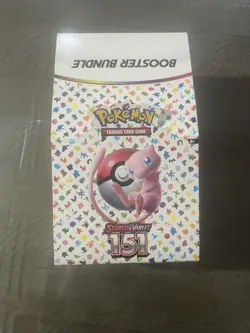 BOOSTER BUNDLE
POKÉMON
TRADING CARD GAME
SCARLET & VIOLET
151